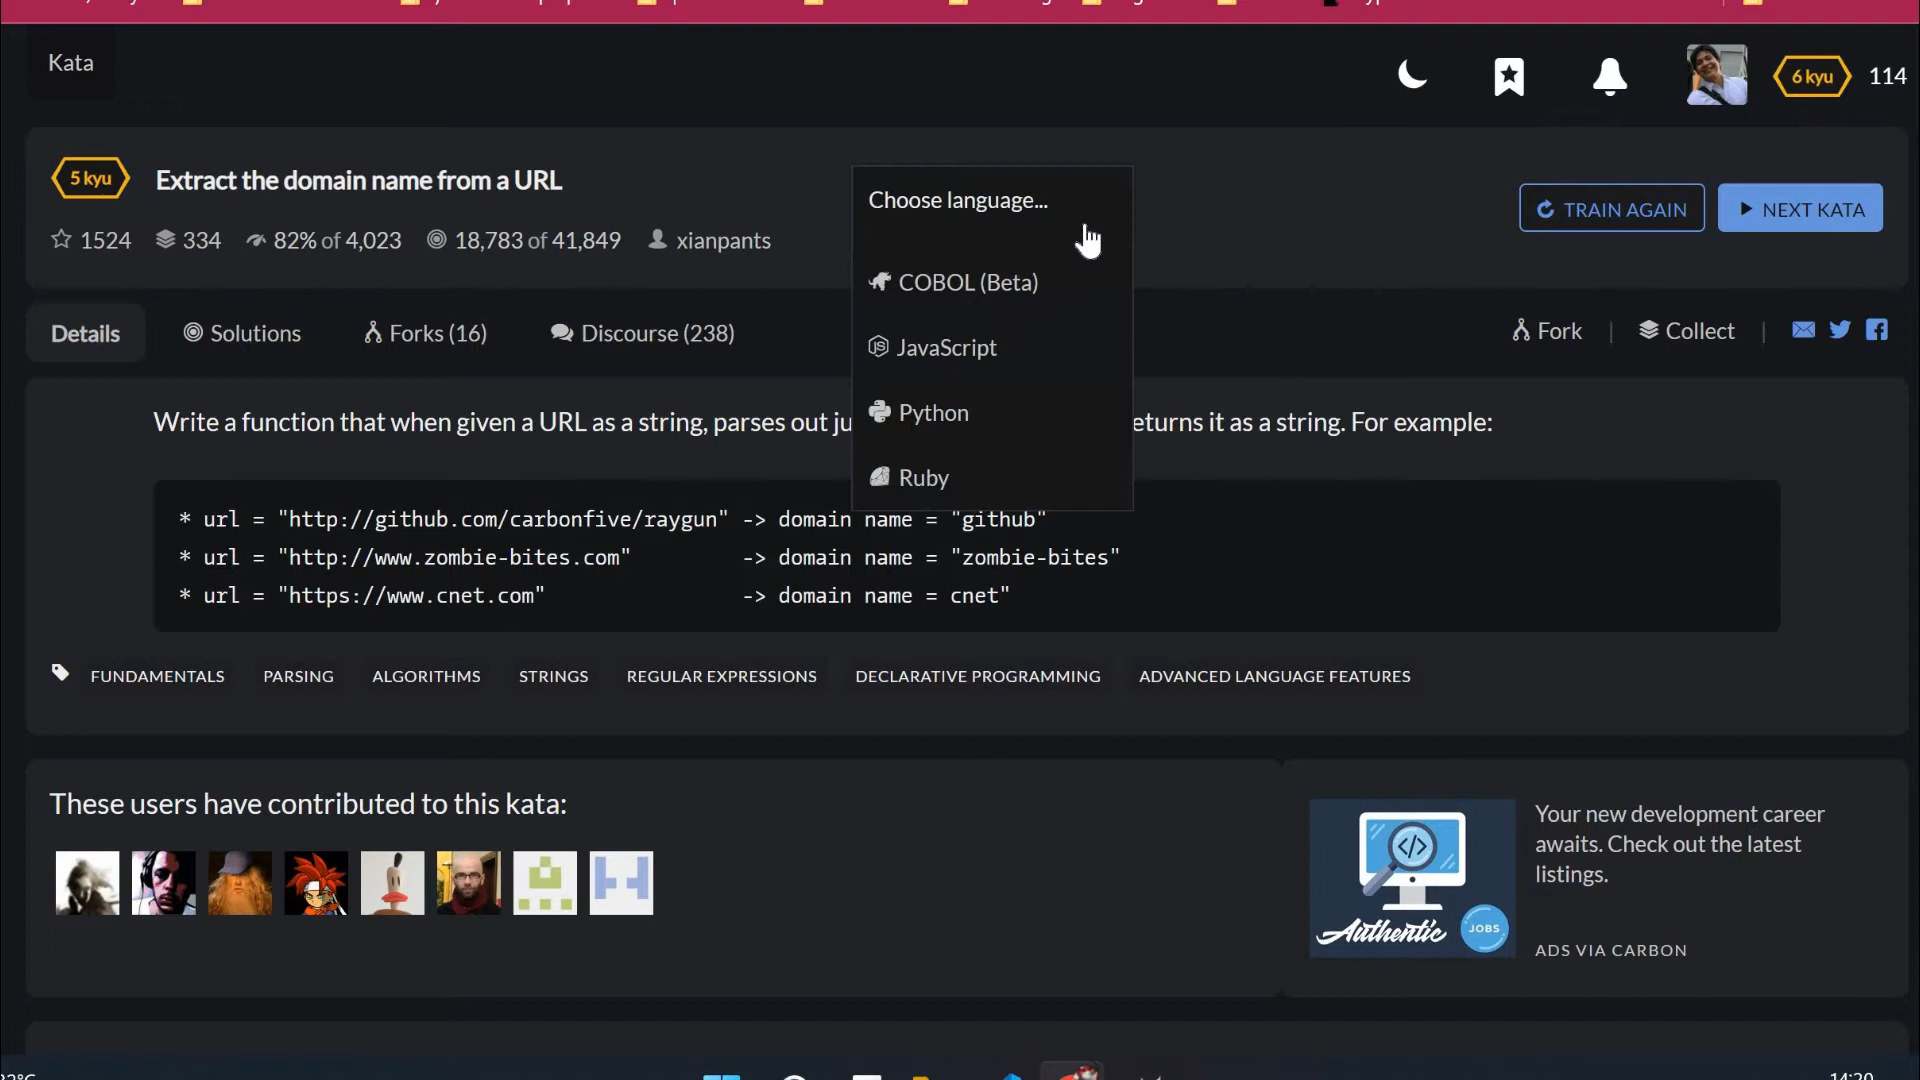 Kata
6 kyu 114
5 kyu Extract the domain name from a URL
1524 334 82% of 4,023 18,783 of 41,849 xianpants
Choose language...
COBOL (Beta)
JavaScript
Python
Ruby
TRAIN AGAIN NEXT KATA
Details Solutions Forks (16) Discourse (238)
Fork | Collect |
Write a function that when given a URL as a string, parses out
it as a string. For example:
* url = "http://github.com/carbonfive/raygun" -> domain name = "github"
* url = "http://www.zombie-bites.com" -> domain name = "zombie-bites"
* url = "https://www.cnet.com" -> domain name = cnet"
FUNDAMENTALS PARSING ALGORITHMS STRINGS REGULAR EXPRESSIONS DECLARATIVE PROGRAMMING ADVANCED LANGUAGE FEATURES
These users have contributed to this kata:
</> Authentic JOBS
Your new development career
awaits. Check out the latest
listings.
ADS VIA CARBON